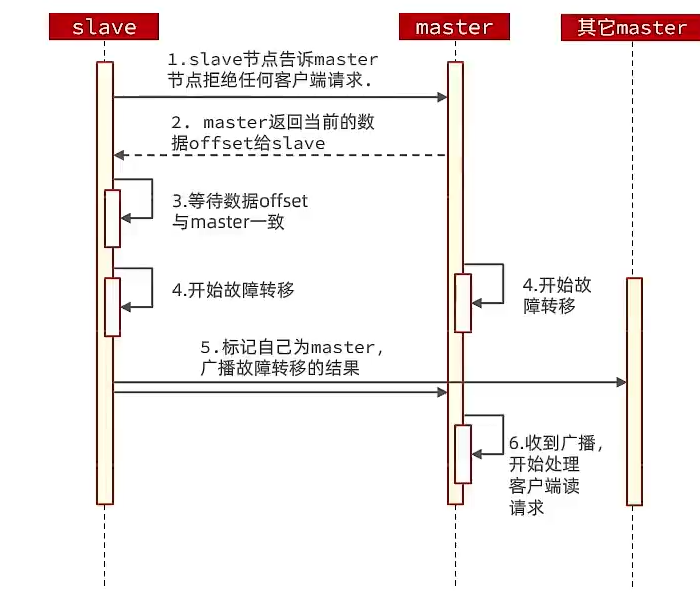 slave
master
其它master
1.slave节点告诉master
节点拒绝任何客户端请求.
2. master返回当前的数
据offset给slave
3.等待数据offset
与master一致
4.开始故障转移
4.开始故
障转移
5.标记自己为master,
广播故障转移的结果
6.收到广播,
开始处理
客户端读
请求